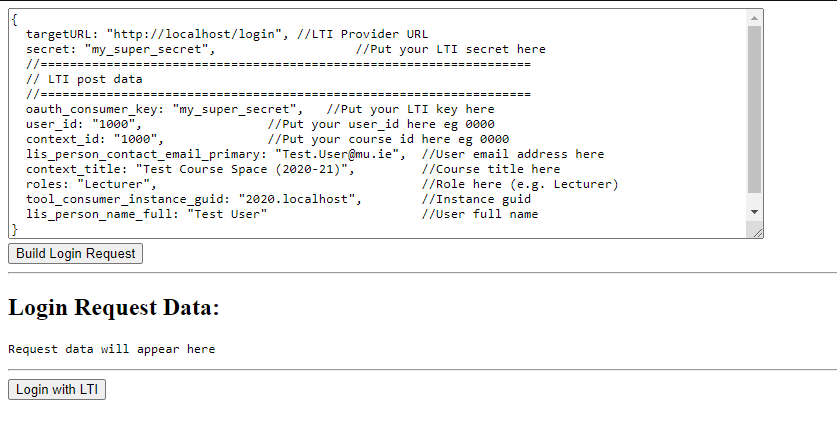 {
  targetURL: "http://localhost/login", //LTI Provider URL
  secret: "my_super_secret",                   //Put your LTI secret here
  //==================================================================
  // LTI post data
  //==================================================================
  oauth_consumer_key: "my_super_secret",   //Put your LTI key here
  user_id: "1000",                 //Put your user_id here eg 0000
  context_id: "1000",              //Put your course id here eg 0000
  lis_person_contact_email_primary: "Test.User@mu.ie",  //User email address here
  context_title: "Test Course Space (2020-21)",         //Course title here
  roles: "Lecturer",                                    //Role here (e.g. Lecturer)
  tool_consumer_instance_guid: "2020.localhost",        //Instance guid
  lis_person_name_full: "Test User"                     //User full name
}
Build Login Request
Login Request Data:
Request data will appear here
Login with LTI